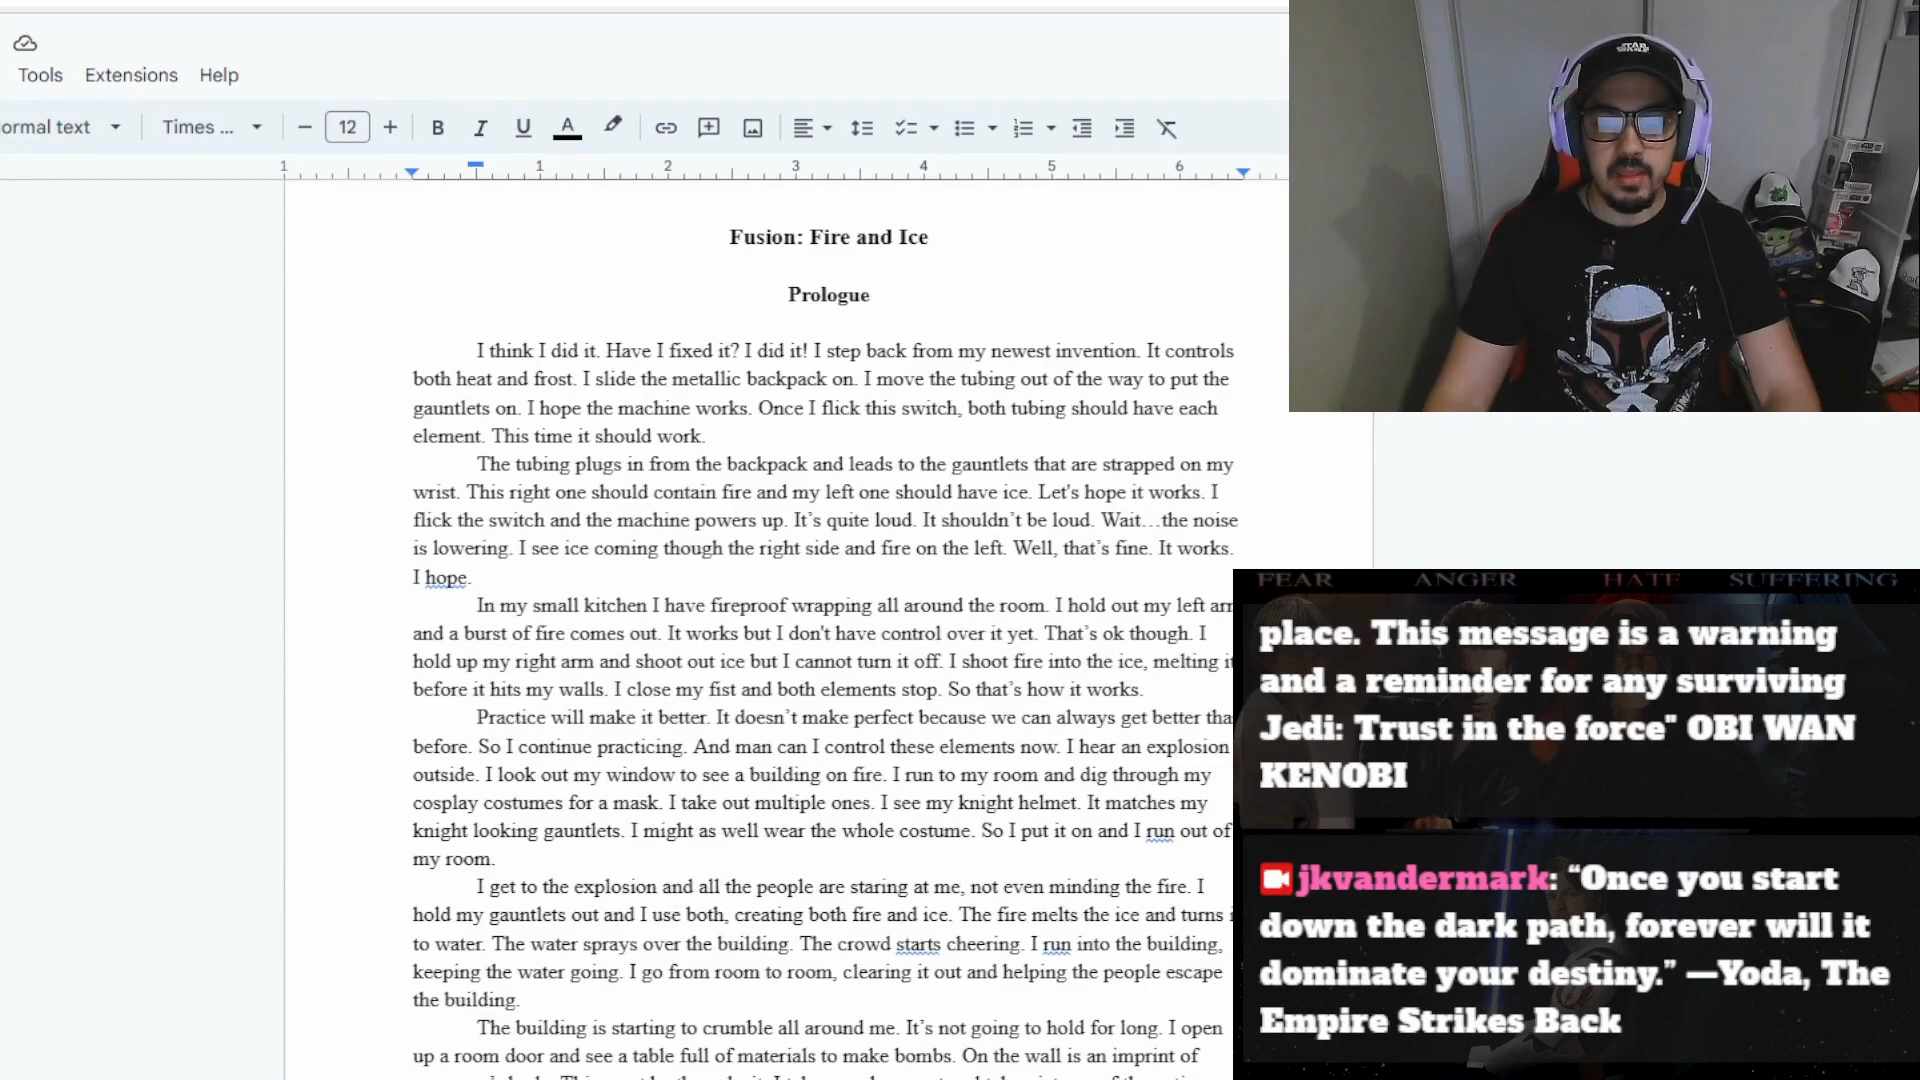 Tools Extensions Help
ormal text Times ... 12 B I U A
1 1 2 3 4 5 6
STAR WARS
Fusion: Fire and Ice
Prologue
I think I did it. Have I fixed it? I did it! I step back from my newest invention. It controls
both heat and frost. I slide the metallic backpack on. I move the tubing out of the way to put the
gauntlets on. I hope the machine works. Once I flick this switch, both tubing should have each
element. This time it should work.
The tubing plugs in from the backpack and leads to the gauntlets that are strapped on my
wrist. This right one should contain fire and my left one should have ice. Let's hope it works. I
flick the switch and the machine powers up. It’s quite loud. It shouldn’t be loud. Wait…the noise
is lowering. I see ice coming though the right side and fire on the left. Well, that’s fine. It works.
I hope.
In my small kitchen I have fireproof wrapping all around the room. I hold out my left arm
and a burst of fire comes out. It works but I don't have control over it yet. That’s ok though. I
hold up my right arm and shoot out ice but I cannot turn it off. I shoot fire into the ice, melting it
before it hits my walls. I close my fist and both elements stop. So that’s how it works.
Practice will make it better. It doesn’t make perfect because we can always get better tha
before. So I continue practicing. And man can I control these elements now. I hear an explosion
outside. I look out my window to see a building on fire. I run to my room and dig through my
cosplay costumes for a mask. I take out multiple ones. I see my knight helmet. It matches my
knight looking gauntlets. I might as well wear the whole costume. So I put it on and I run out of
my room.
I get to the explosion and all the people are staring at me, not even minding the fire. I
hold my gauntlets out and I use both, creating both fire and ice. The fire melts the ice and turns i
to water. The water sprays over the building. The crowd starts cheering. I run into the building,
keeping the water going. I go from room to room, clearing it out and helping the people escape
the building.
The building is starting to crumble all around me. It’s not going to hold for long. I open
up a room door and see a table full of materials to make bombs. On the wall is an imprint of
FEAR ANGER HATE SUFFERING
place. This message is a warning
and a reminder for any surviving
Jedi: Trust in the force" OBI WAN
KENOBI
jkvandermark: “Once you start
down the dark path, forever will it
dominate your destiny.” —Yoda, The
Empire Strikes Back